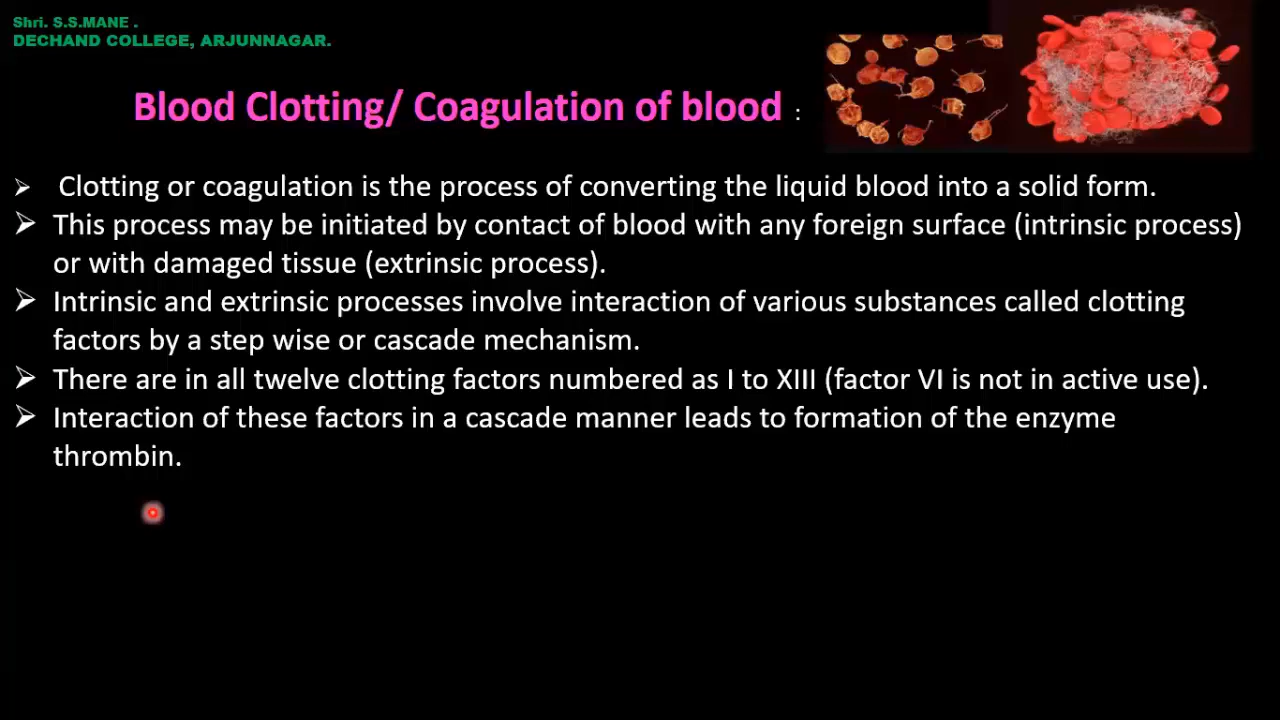 Shri. S.S.MANE .
DECHAND COLLEGE, ARJUNNAGAR.
Blood Clotting/ Coagulation of blood :
➢ Clotting or coagulation is the process of converting the liquid blood into a solid form.
➢ This process may be initiated by contact of blood with any foreign surface (intrinsic process)
or with damaged tissue (extrinsic process).
➢ Intrinsic and extrinsic processes involve interaction of various substances called clotting
factors by a step wise or cascade mechanism.
➢ There are in all twelve clotting factors numbered as I to XIII (factor VI is not in active use).
➢ Interaction of these factors in a cascade manner leads to formation of the enzyme
thrombin.